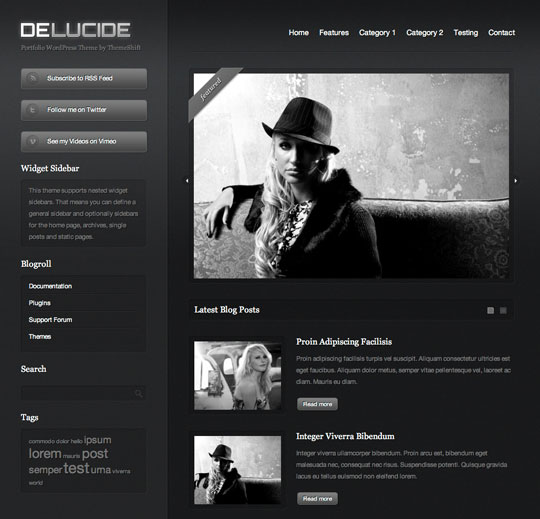 DELUCIDE
Portfolio WordPress Theme by ThemeShift
Home Features Category 1 Category 2 Testing Contact
Subscribe to RSS Feed
Follow me on Twitter
See my Videos on Vimeo
Widget Sidebar
This theme supports nested widget
sidebars. That means you can define a
general sidebar and optionally sidebars
for the home page, archives, single
posts and static pages.
Blogroll
Documentation
Plugins
Support Forum
Themes
Search
Tags
commodo dolor hello ipsum
lorem mauris post
semper test urna viverra
world
featured
Latest Blog Posts
Proin Adipiscing Facilisis
Proin adipiscing facilisis turpis vel suscipit. Aliquam consectetur ultricies est
eget faucibus. Aliquam dolor metus, semper vitae pellentesque vel, laoreet ac
diam. Mauris eu diam.
Read more
Integer Viverra Bibendum
Integer viverra ullamcorper bibendum. Proin arcu est, bibendum eget
malesuada nec, consequat nec risus. Suspendisse potenti. Quisque gravida
lacus eu tellus euismod non eleifend lorem.
Read more